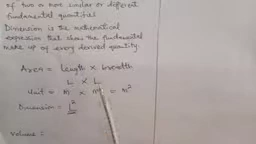 of two or more similar or different
fundamental quantities.
Dimension is the mathematical
expression that show the fundamental
make up of every derived quantity.
Area = Length × breadth
L × L
Unit = m × m = m²
Dimension = L²
Volume =